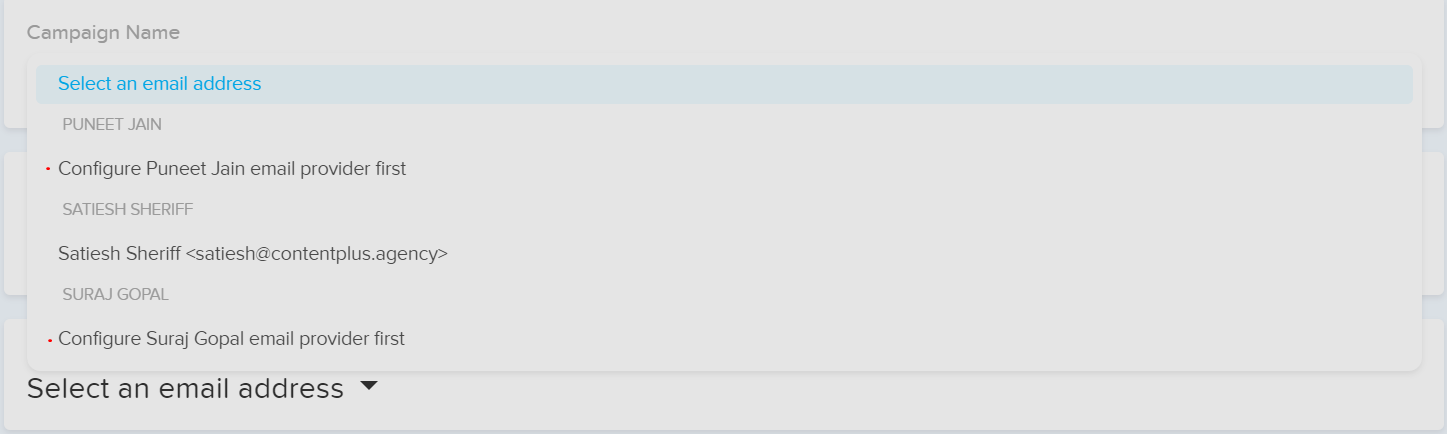 Campaign Name
Select an email address
PUNEET JAIN
Configure Puneet Jain email provider first
SATIESH SHERIFF
Satiesh Sheriff <satiesh@contentplus.agency>
SURAJ GOPAL
Configure Suraj Gopal email provider first
Select an email address